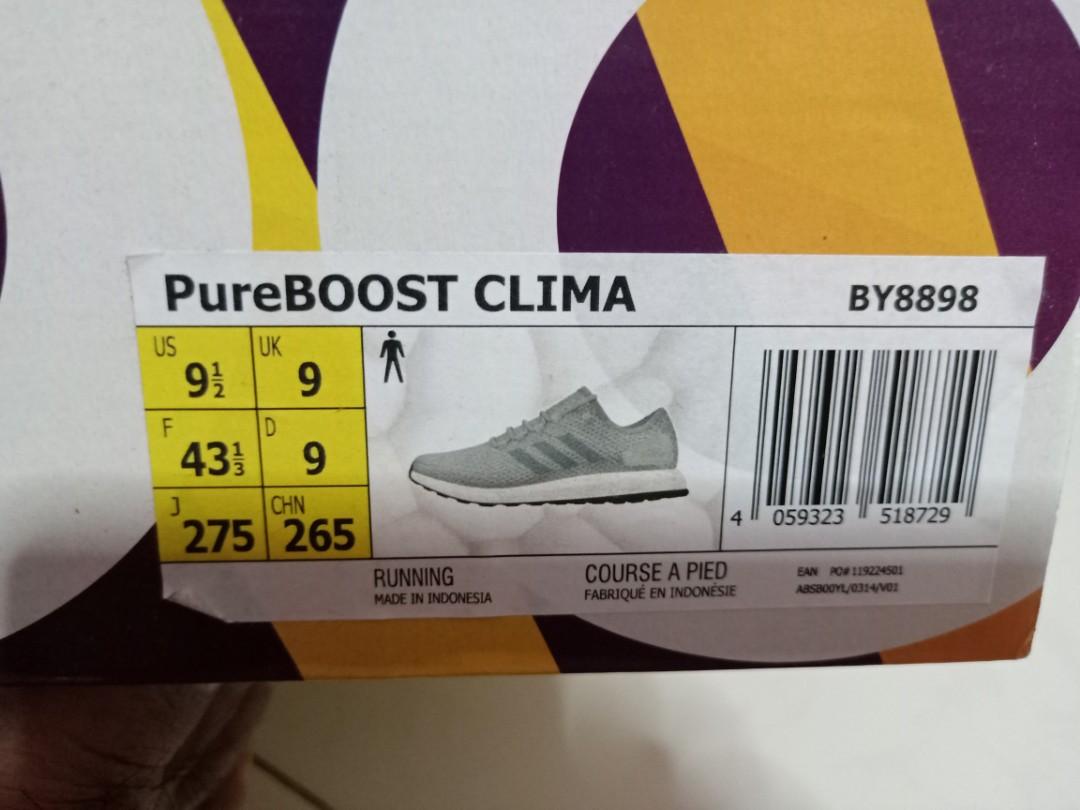 PureBOOST CLIMA BY8898
US 9½ UK 9
F 43⅓ D 9
J 275 CHN 265
4 059323 518729
RUNNING COURSE A PIED EAN PO# 119224501
MADE IN INDONESIA FABRIQUÉ EN INDONÉSIE ABSB00YL/0314/V01